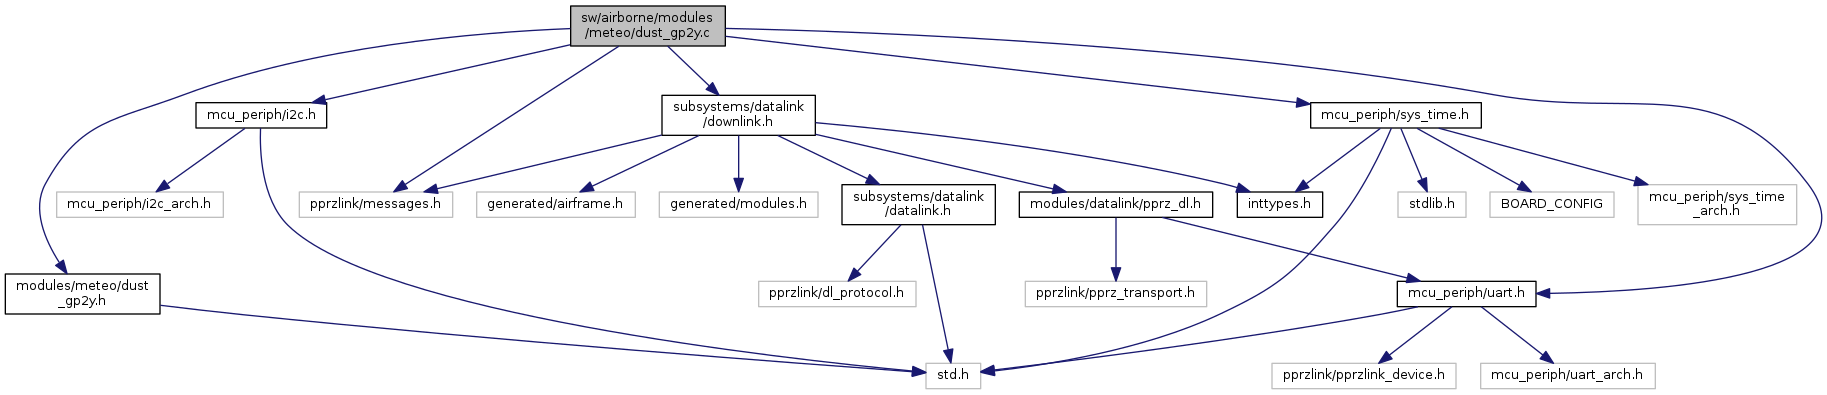 sw/airborne/modules
/meteo/dust_gp2y.c
mcu_periph/i2c.h
subsystems/datalink
/downlink.h
mcu_periph/sys_time.h
mcu_periph/i2c_arch.h
pprzlink/messages.h
generated/airframe.h
generated/modules.h
subsystems/datalink
/datalink.h
modules/datalink/pprz_dl.h
inttypes.h
stdlib.h
BOARD_CONFIG
mcu_periph/sys_time
_arch.h
modules/meteo/dust
_gp2y.h
pprzlink/dl_protocol.h
pprzlink/pprz_transport.h
mcu_periph/uart.h
std.h
pprzlink/pprzlink_device.h
mcu_periph/uart_arch.h